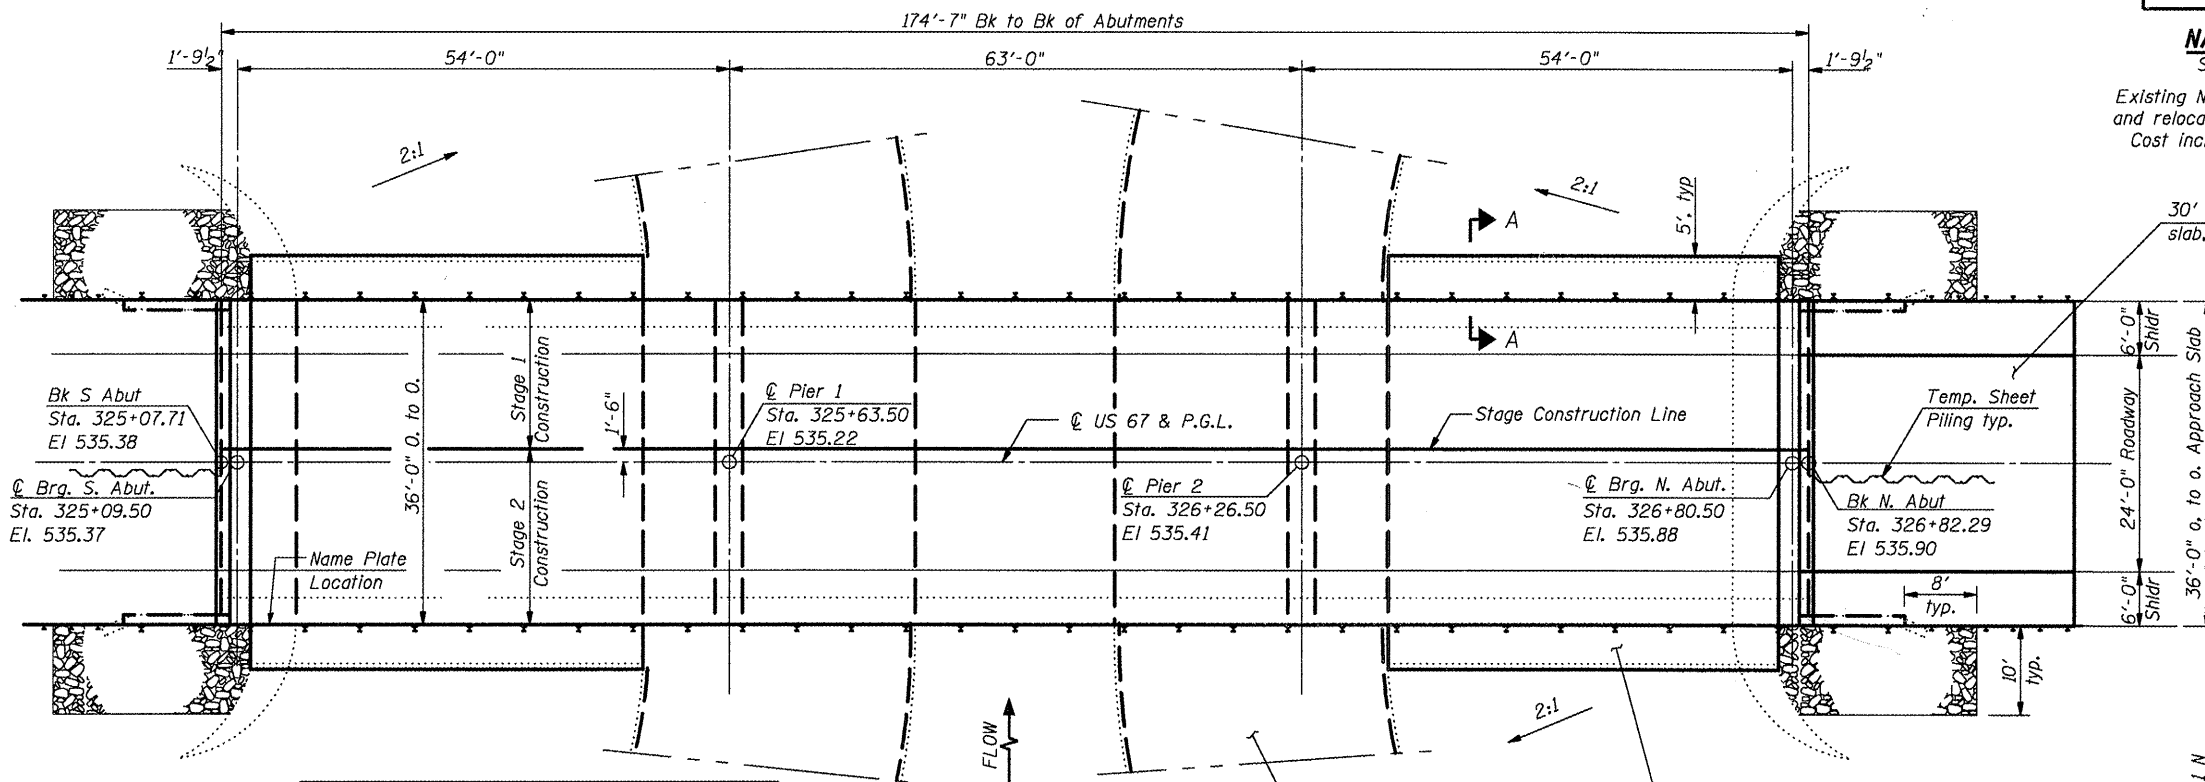 174'-7" Bk to Bk of Abutments
1'-9½"
54'-0"
63'-0"
54'-0"
1'-9½"
Existing N
and reloca
Cost inc
2:1
2:1
5'. typ
A
A
30'
slab.
Bk S Abut
Sta. 325+07.71
El 535.38
℄ Brg. S. Abut.
Sta. 325+09.50
El. 535.37
36'-0" O. to O.
Stage 1
Construction
Stage 2
Construction
1'-6"
℄ Pier 1
Sta. 325+63.50
El 535.22
℄ US 67 & P.G.L.
Stage Construction Line
℄ Pier 2
Sta. 326+26.50
El 535.41
℄ Brg. N. Abut.
Sta. 326+80.50
El. 535.88
Bk N. Abut
Sta. 326+82.29
El 535.90
Temp. Sheet
Piling typ.
6'-0"
Shldr
24'-0" Roadway
6'-0"
Shldr
36'-0" o. to o. Approach Slab
Name Plate
Location
8'
typ.
10'
typ.
FLOW
2:1
1 N